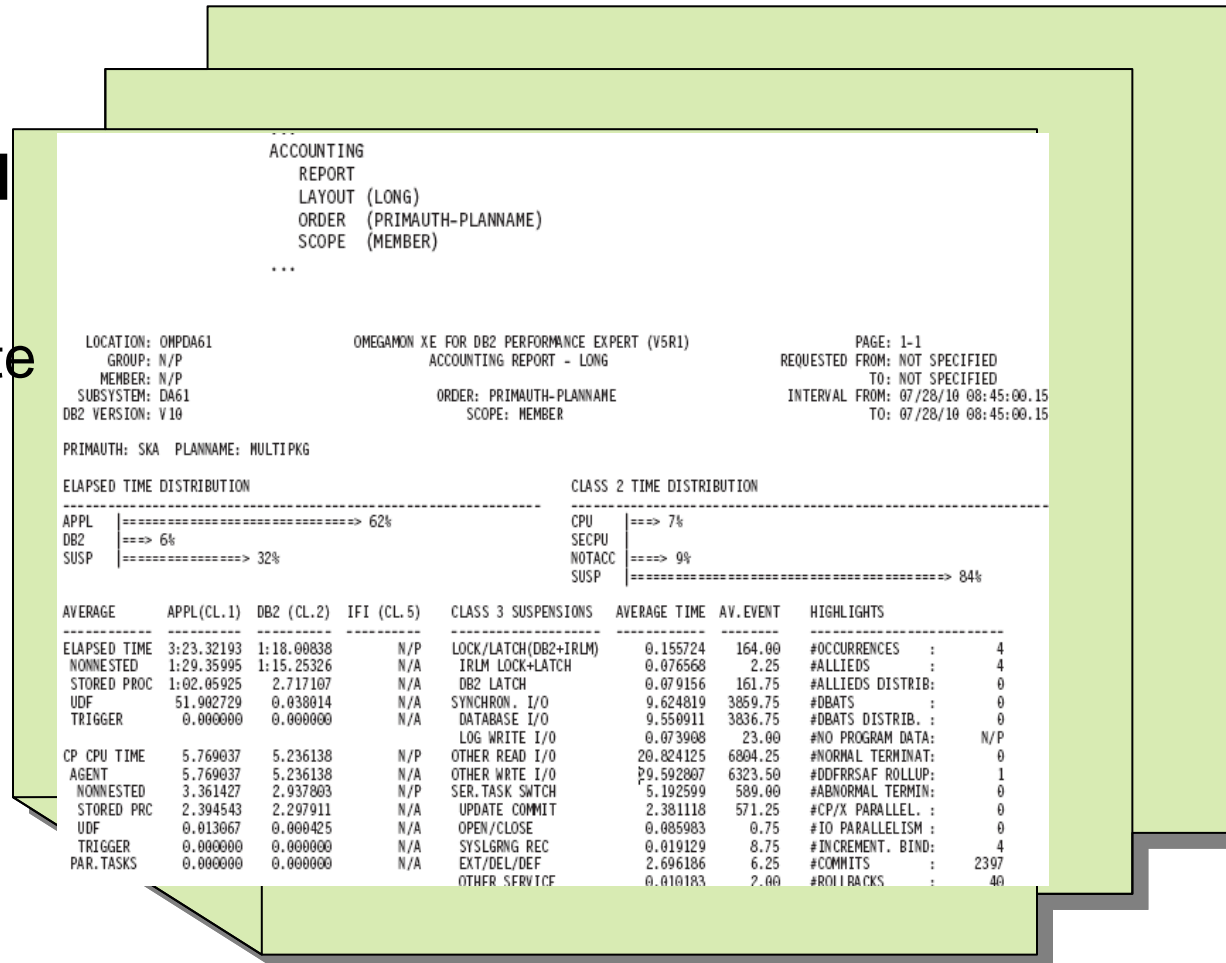 ...
ACCOUNTING
REPORT
LAYOUT (LONG)
ORDER (PRIMAUTH-PLANNAME)
SCOPE (MEMBER)
...
te
LOCATION: OMPDA61 OMEGAMON XE FOR DB2 PERFORMANCE EXPERT (V5R1) PAGE: 1-1
GROUP: N/P ACCOUNTING REPORT - LONG REQUESTED FROM: NOT SPECIFIED
MEMBER: N/P TO: NOT SPECIFIED
SUBSYSTEM: DA61 ORDER: PRIMAUTH-PLANNAME INTERVAL FROM: 07/28/10 08:45:00.15
DB2 VERSION: V10 SCOPE: MEMBER TO: 07/28/10 08:45:00.15
PRIMAUTH: SKA PLANNAME: MULTIPKG
ELAPSED TIME DISTRIBUTION CLASS 2 TIME DISTRIBUTION
---------------------------------------------------------------- ----------------------------------------------------------------
APPL |===============================> 62% CPU |===> 7%
DB2 |===> 6% SECPU |
SUSP |================> 32% NOTACC |====> 9%
SUSP |==========================================> 84%
AVERAGE APPL(CL.1) DB2 (CL.2) IFI (CL.5) CLASS 3 SUSPENSIONS AVERAGE TIME AV.EVENT HIGHLIGHTS
------------ ---------- ---------- ---------- -------------------- ------------ -------- --------------------------
ELAPSED TIME 3:23.32193 1:18.00838 N/P LOCK/LATCH(DB2+IRLM) 0.155724 164.00 #OCCURRENCES : 4
NONNESTED 1:29.35995 1:15.25326 N/A IRLM LOCK+LATCH 0.076568 2.25 #ALLIEDS : 4
STORED PROC 1:02.05925 2.717107 N/A DB2 LATCH 0.079156 161.75 #ALLIEDS DISTRIB: 0
UDF 51.902729 0.038014 N/A SYNCHRON. I/O 9.624819 3859.75 #DBATS : 0
TRIGGER 0.000000 0.000000 N/A DATABASE I/O 9.550911 3836.75 #DBATS DISTRIB. : 0
LOG WRITE I/O 0.073908 23.00 #NO PROGRAM DATA: N/P
CP CPU TIME 5.769037 5.236138 N/P OTHER READ I/O 20.824125 6804.25 #NORMAL TERMINAT: 0
AGENT 5.769037 5.236138 N/A OTHER WRTE I/O 29.592807 6323.50 #DDFRRSAF ROLLUP: 1
NONNESTED 3.361427 2.937803 N/P SER.TASK SWTCH 5.192599 589.00 #ABNORMAL TERMIN: 0
STORED PRC 2.394543 2.297911 N/A UPDATE COMMIT 2.381118 571.25 #CP/X PARALLEL. : 0
UDF 0.013067 0.000425 N/A OPEN/CLOSE 0.085983 0.75 #IO PARALLELISM : 0
TRIGGER 0.000000 0.000000 N/A SYSLGRNG REC 0.019129 8.75 #INCREMENT. BIND: 4
PAR.TASKS 0.000000 0.000000 N/A EXT/DEL/DEF 2.696186 6.25 #COMMITS : 2397
OTHER SERVICE 0.010183 2.00 #ROLLBACKS : 40